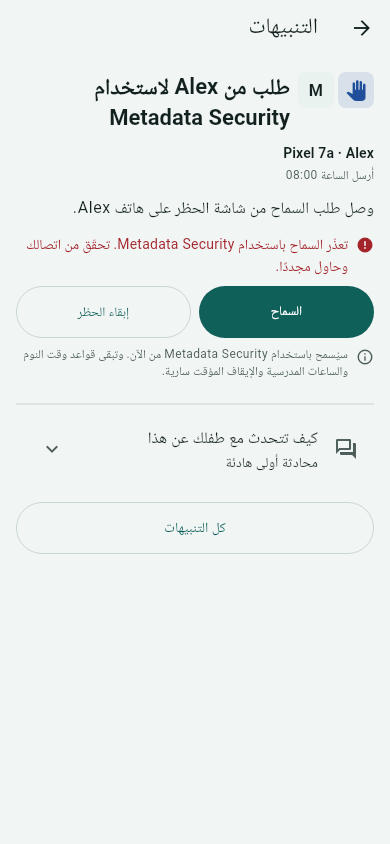 التنبيهات
M
طلب من Alex لاستخدام
Metadata Security
Pixel 7a · Alex
أُرسل الساعة 08:00
وصل طلب السماح من شاشة الحظر على هاتف Alex.
تعذّر السماح باستخدام Metadata Security. تحقّق من اتصالك
وحاول مجددًا.
السماح
إبقاء الحظر
سيُسمح باستخدام Metadata Security من الآن. وتبقى قواعد وقت النوم
والساعات المدرسية والإيقاف المؤقت سارية.
كيف تتحدث مع طفلك عن هذا
محادثة أولى هادئة
كل التنبيهات